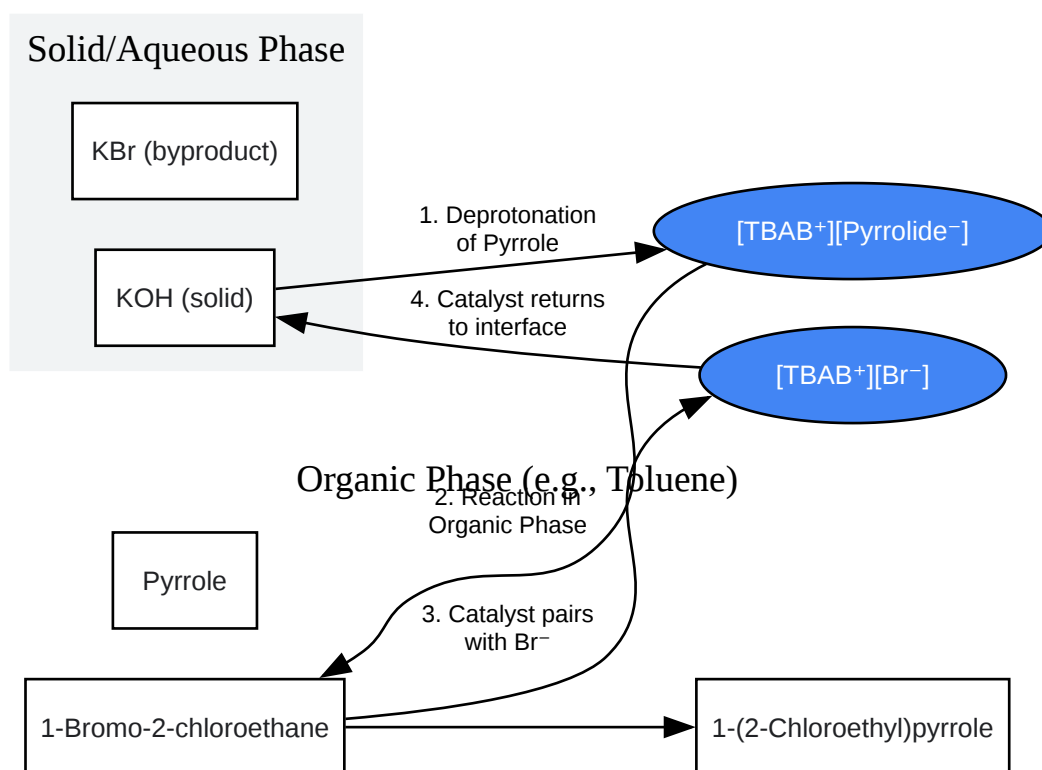 Solid/Aqueous Phase
KBr (byproduct)
KOH (solid)
1. Deprotonation
of Pyrrole
[TBAB⁺][Pyrrolide⁻]
4. Catalyst returns
to interface
[TBAB⁺][Br⁻]
Organic Phase (e.g., Toluene)
2. Reaction in
Organic Phase
Pyrrole
3. Catalyst pairs
with Br⁻
1-Bromo-2-chloroethane
1-(2-Chloroethyl)pyrrole